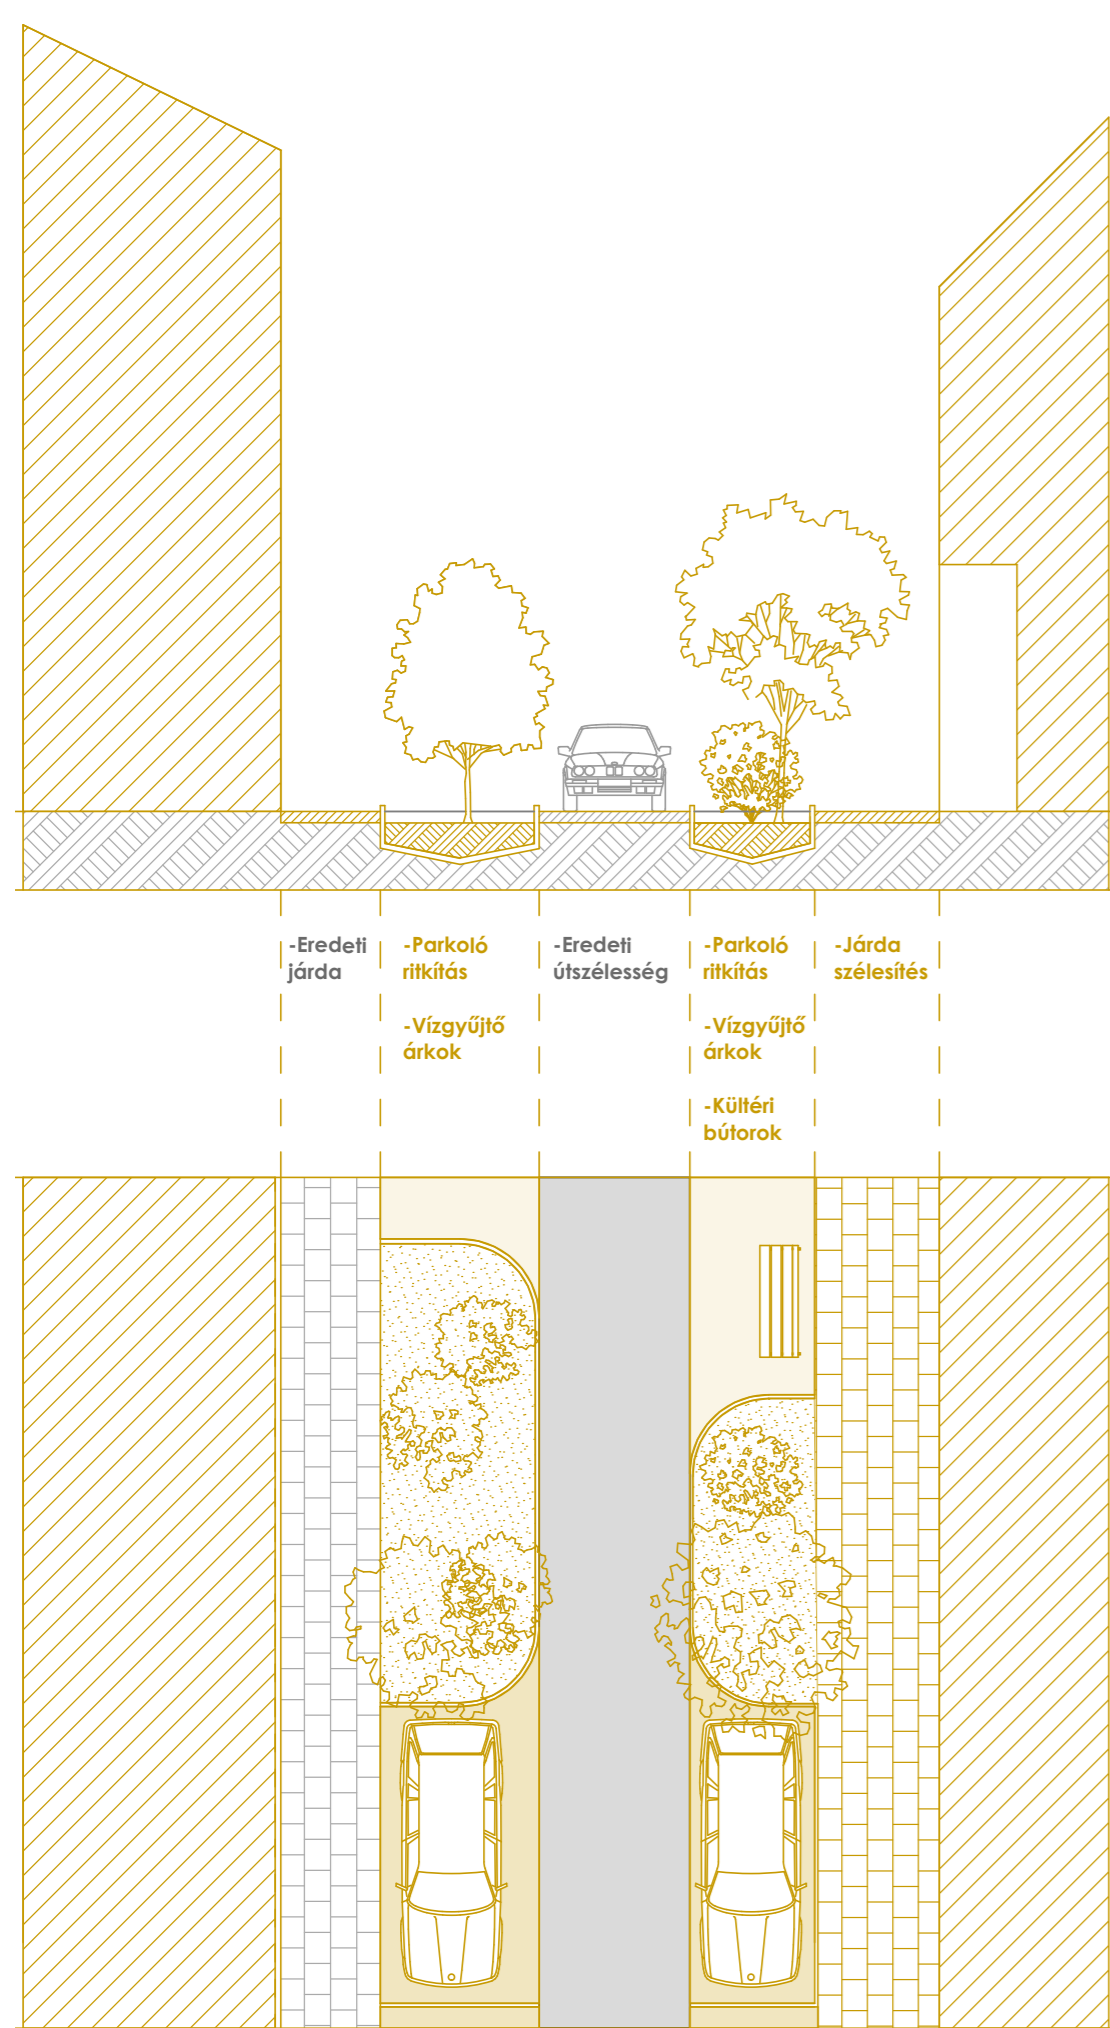 -Eredeti
járda
-Parkoló
ritkítás
-Vízgyűjtő
árkok
-Eredeti
útszélesség
-Parkoló
ritkítás
-Vízgyűjtő
árkok
-Kültéri
bútorok
-Járda
szélesítés